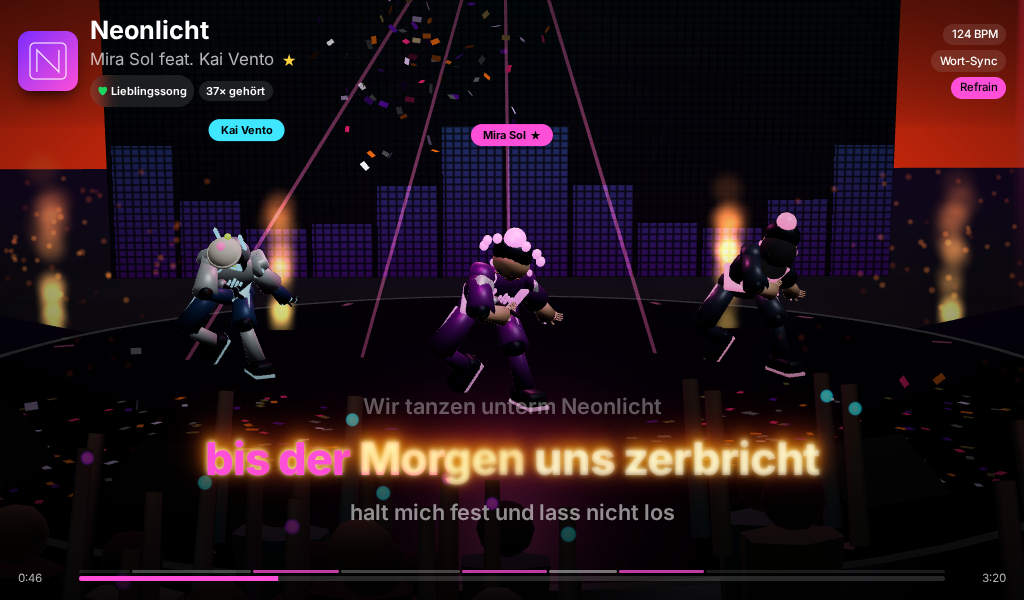 Neonlicht
Mira Sol feat. Kai Vento ★
Lieblingssong
37× gehört
124 BPM
Wort-Sync
Refrain
Kai Vento
Mira Sol ★
Wir tanzen unterm Neonlicht
bis der Morgen uns zerbricht
halt mich fest und lass nicht los
0:46
3:20